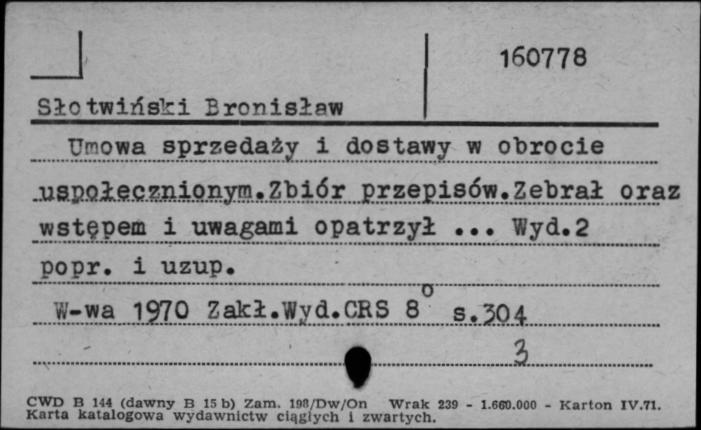 160778
Słotwiński Bronisław
Umowa sprzedaży i dostawy w obrocie
uspołecznionym.Zbiór przepisów.Zebrał oraz
wstępem i uwagami opatrzył ... Wyd.2
popr. i uzup.
W-wa 1970 Zakł.Wyd.CRS 8° s.304
3
CWD B 144 (dawny B 15 b) Zam. 198/Dw/On Wrak 239 - 1.660.000 - Karton IV.71.
Karta katalogowa wydawnictw ciągłych i zwartych.